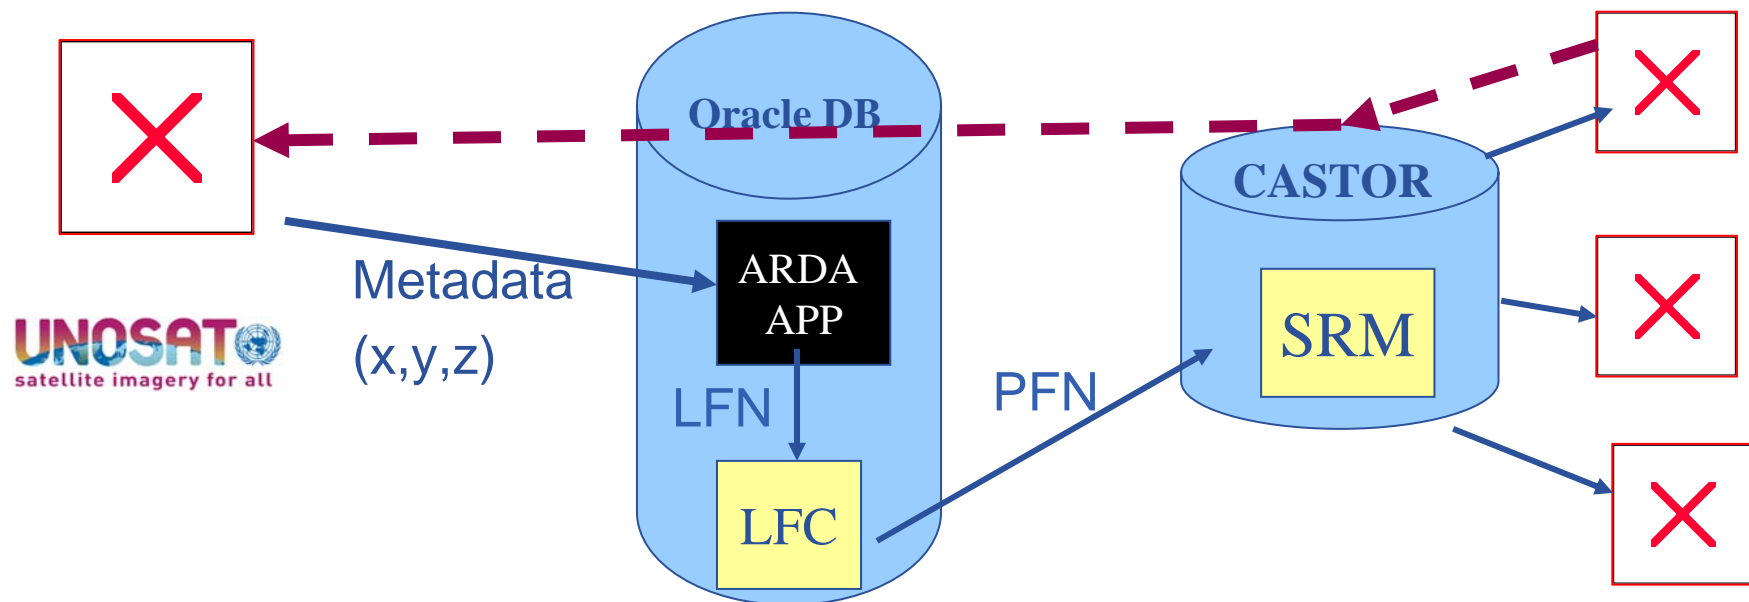 Oracle DB
CASTOR
ARDA
APP
Metadata
(x,y,z)
SRM
UNOSAT
satellite imagery for all
LFN
PFN
LFC